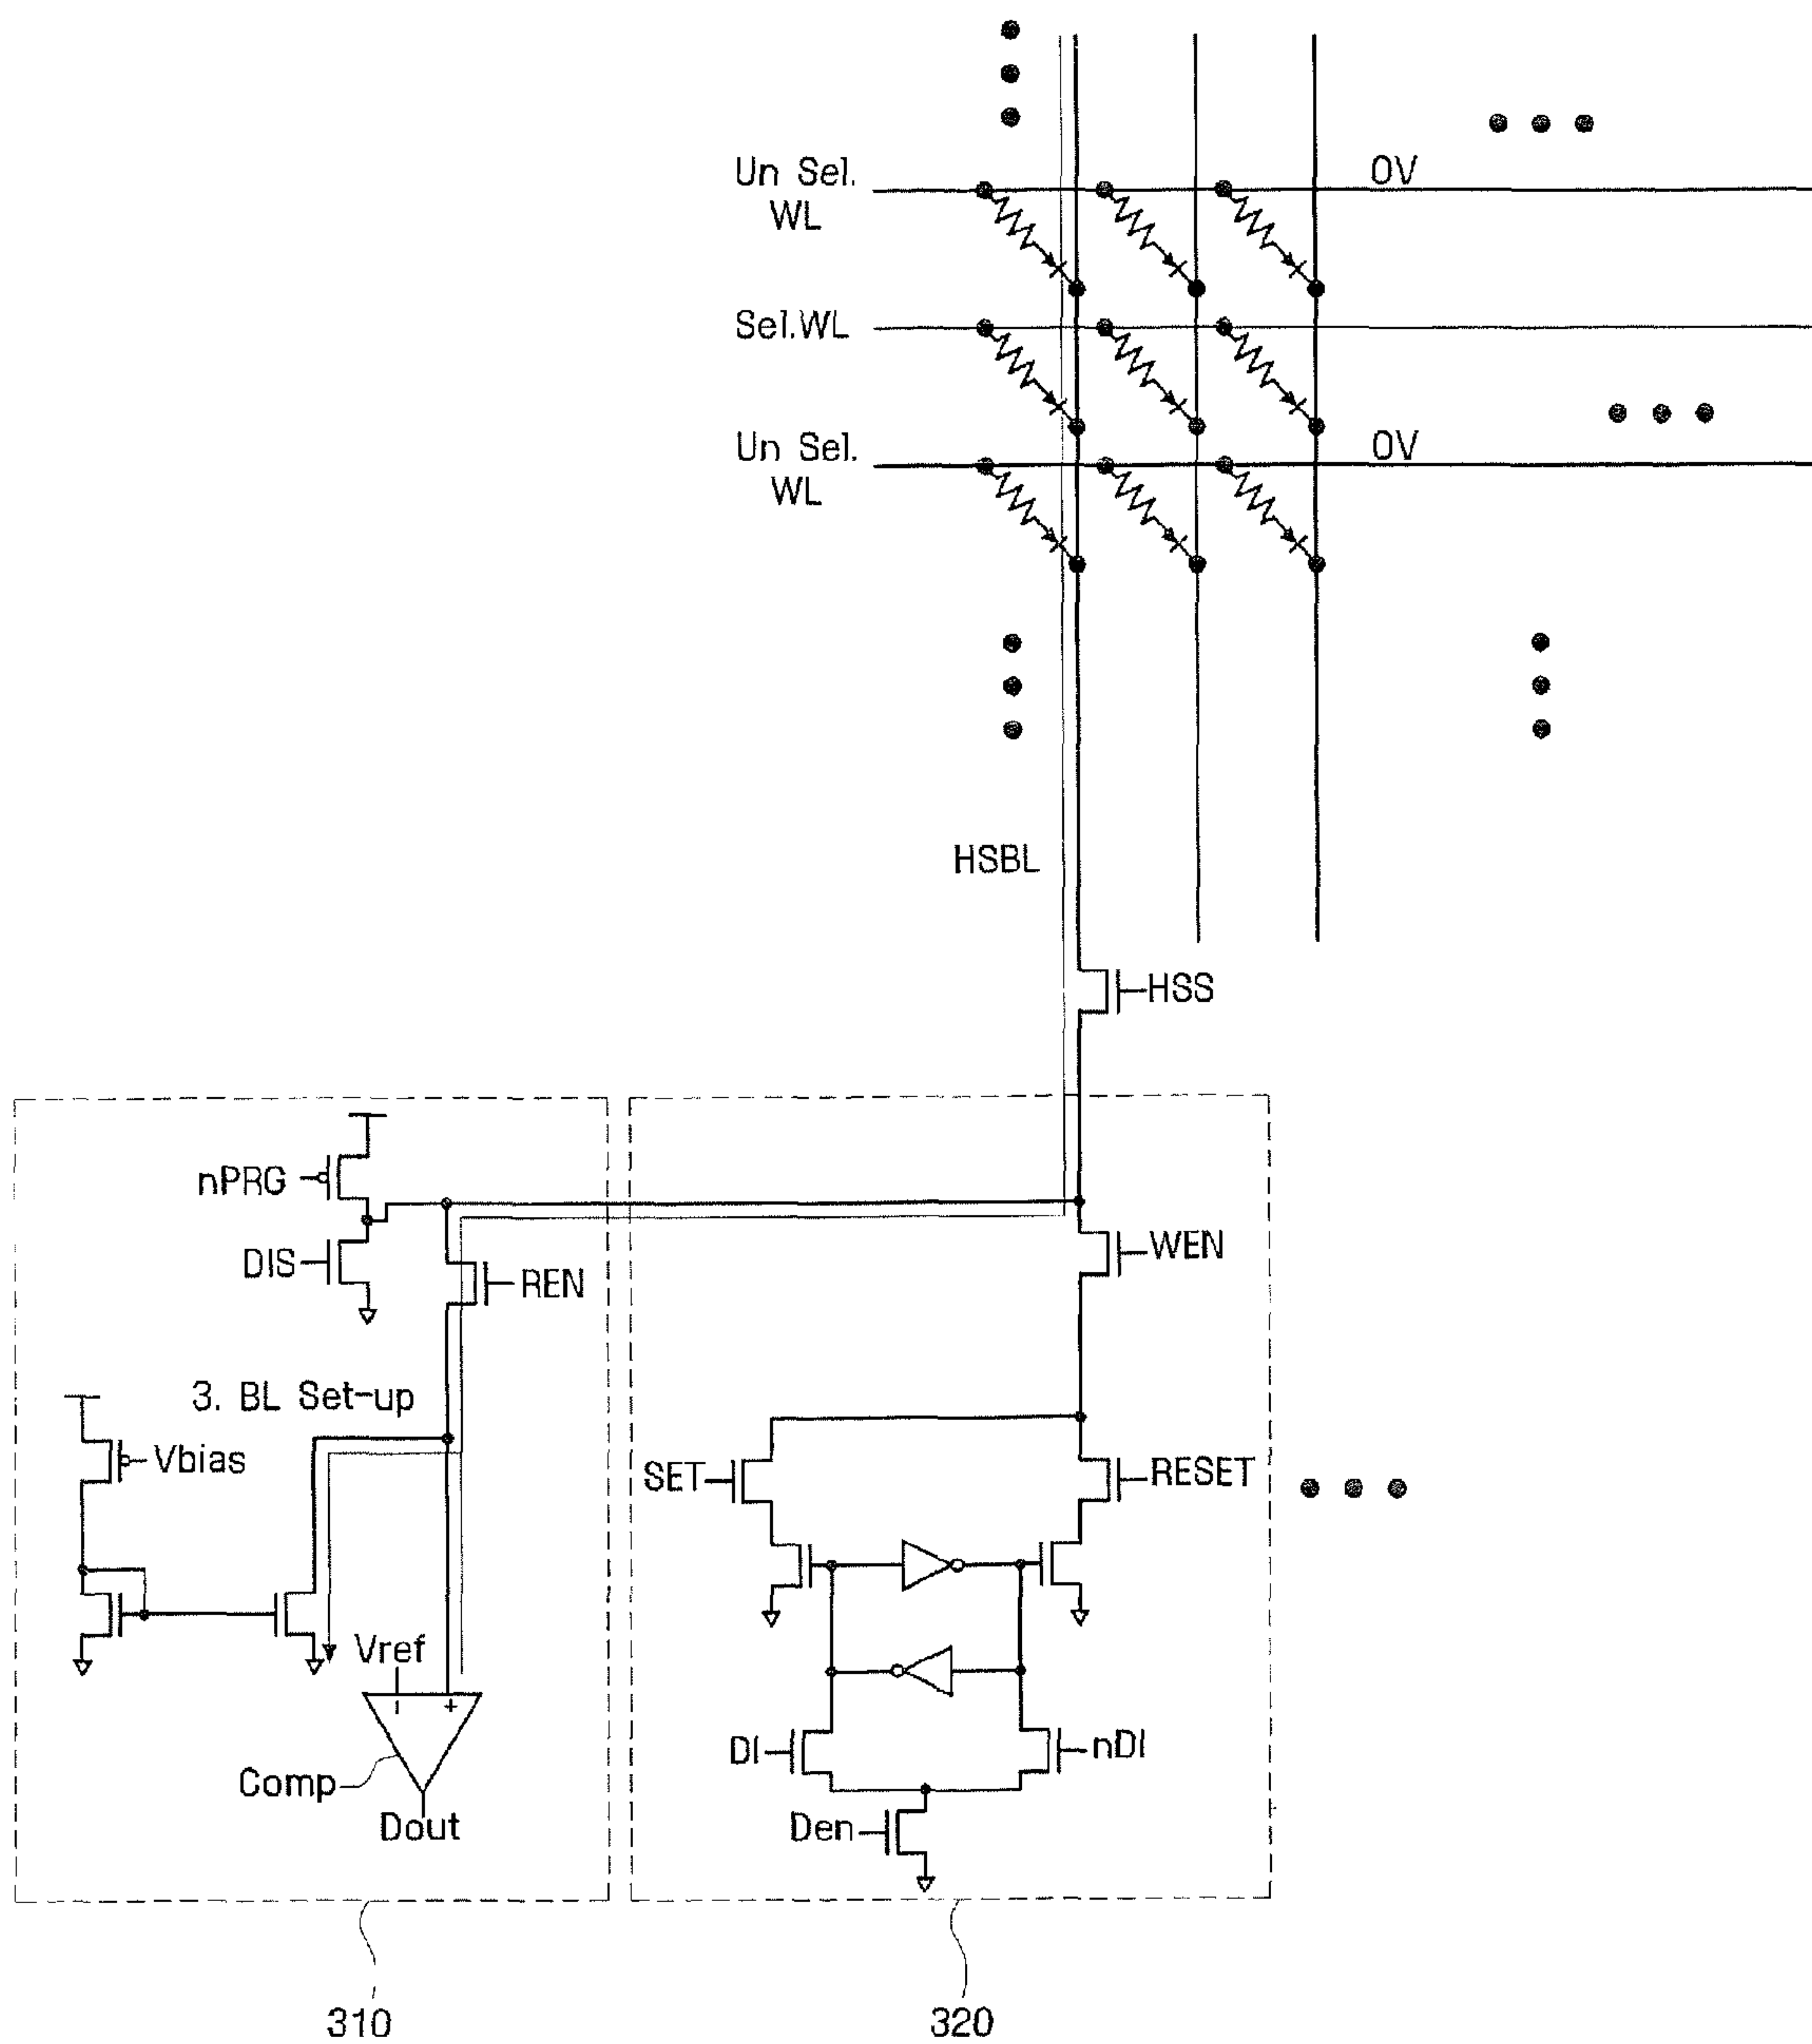 Un Sel.
WL
0V
Sel.WL
Un Sel.
WL
0V
HSBL
HSS
nPRG
DIS
REN
WEN
3. BL Set-up
Vbias
SET
RESET
Vref
- +
Comp
Dout
DI
nDI
Den
310
320